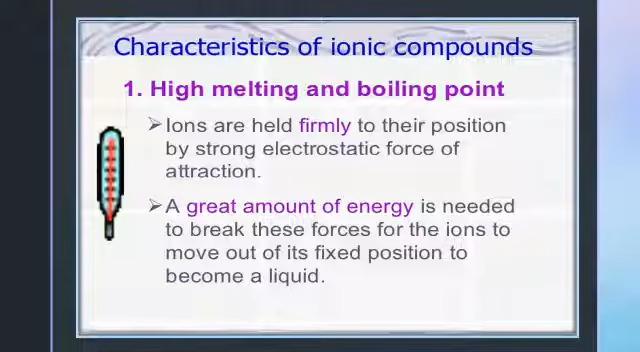 Characteristics of ionic compounds
1. High melting and boiling point
➢Ions are held firmly to their position
by strong electrostatic force of
attraction.
➢A great amount of energy is needed
to break these forces for the ions to
move out of its fixed position to
become a liquid.